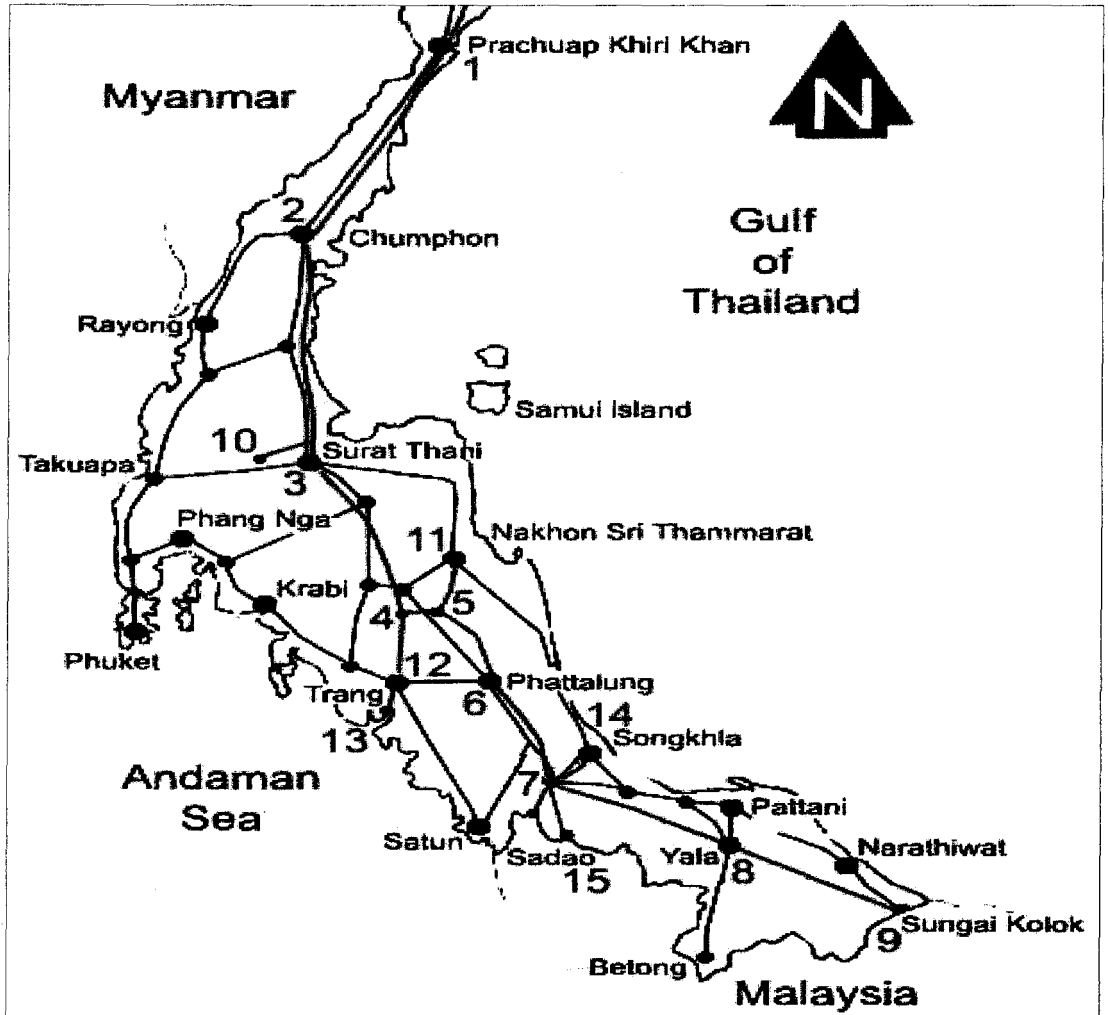 Prachuap Khiri Khan
1
Myanmar
N
2
Chumphon
Gulf
of
Thailand
Rayong
Samui Island
10
Surat Thani
Takuapa
3
Phang Nga
11
Nakhon Sri Thammarat
Krabi
4
5
Phuket
12
Trang
Phattalung
6
14
13
Songkhla
Andaman
Sea
7
Pattani
Satun
Sadao
Yala
Narathiwat
15
8
Sungai Kolok
9
Betong
Malaysia